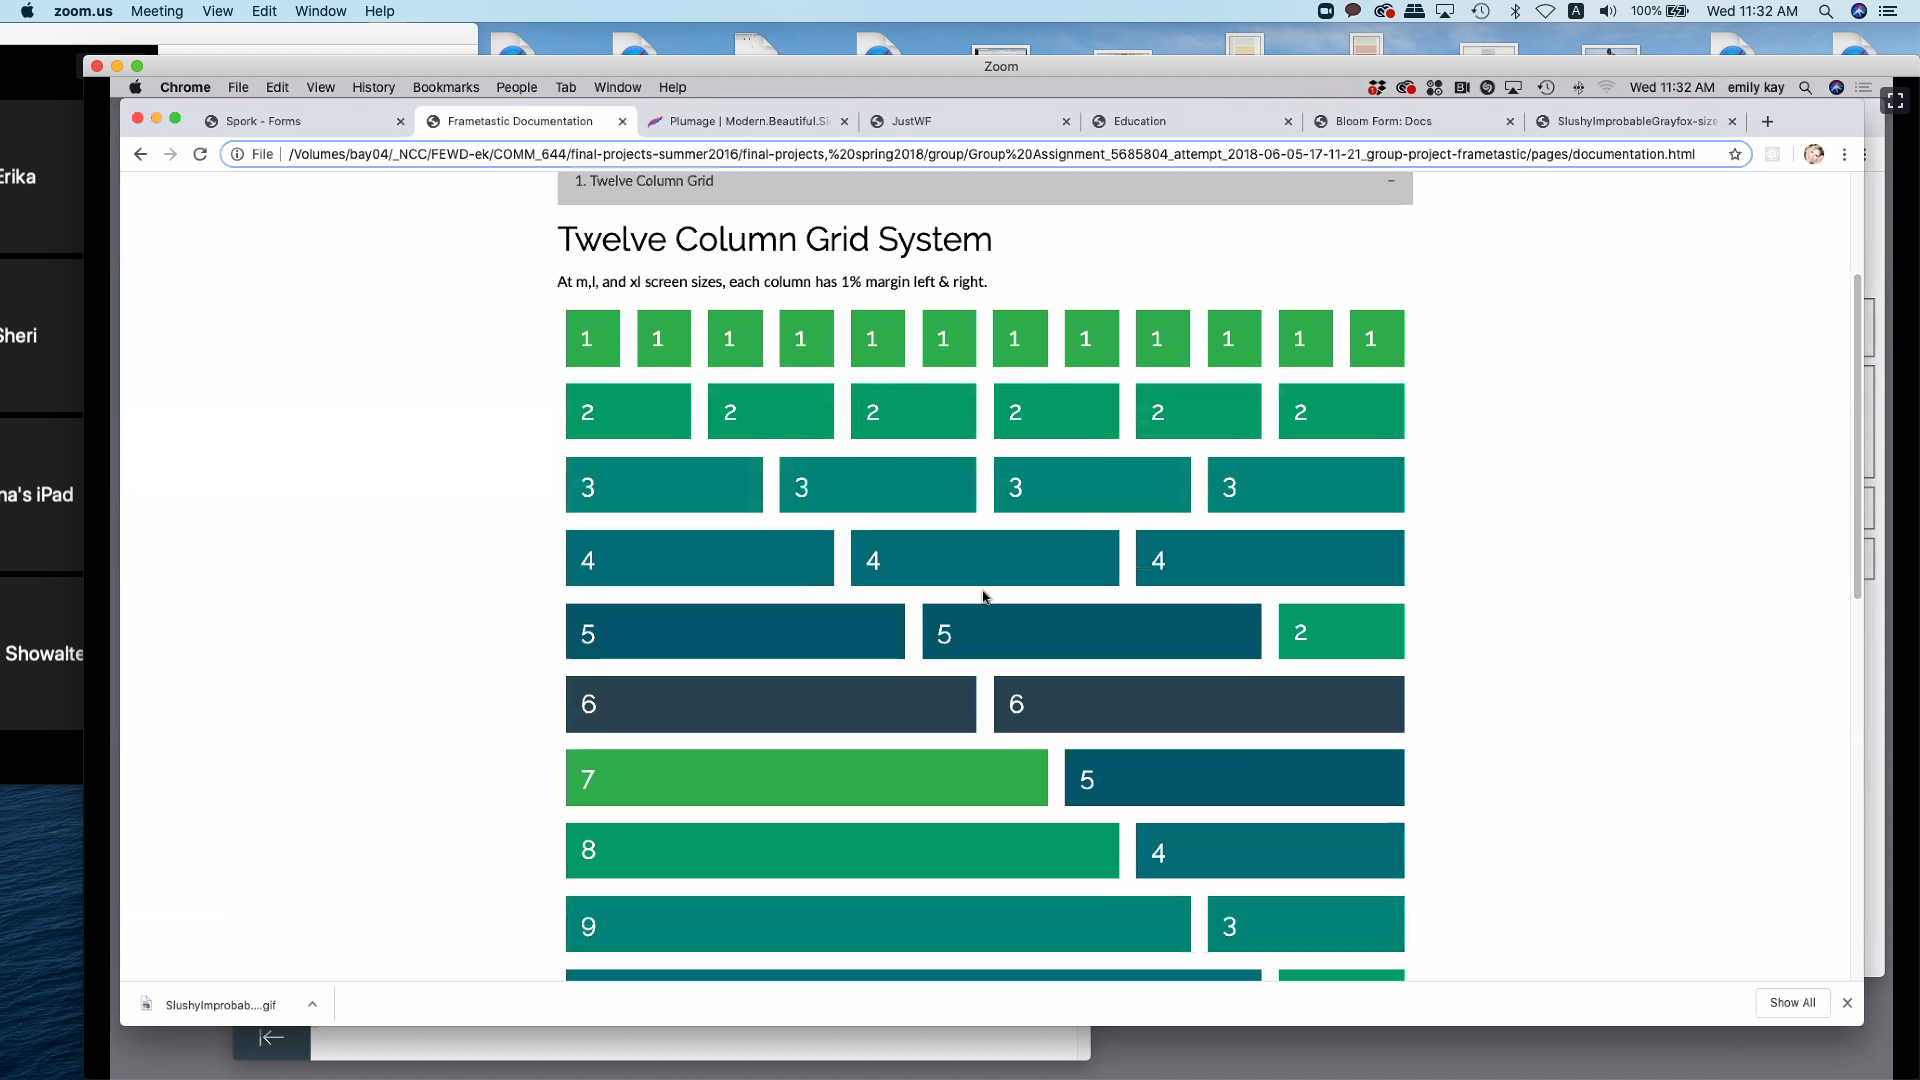 zoom.us Meeting View Edit Window Help 100% Wed 11:32 AM
Zoom
Chrome File Edit View History Bookmarks People Tab Window Help Wed 11:32 AM emily kay
Spork - Forms Frametastic Documentation Plumage | Modern.Beautiful.Si JustWF Education Bloom Form: Docs SlushyImprobableGrayfox-size
File /Volumes/bay04/_NCC/FEWD-ek/COMM_644/final-projects-summer2016/final-projects,%20spring2018/group/Group%20Assignment_5685804_attempt_2018-06-05-17-11-21_group-project-frametastic/pages/documentation.html
Erika
Sheri
na's iPad
Showalte
1. Twelve Column Grid –
Twelve Column Grid System
At m,l, and xl screen sizes, each column has 1% margin left & right.
1 1 1 1 1 1 1 1 1 1 1 1
2 2 2 2 2 2
3 3 3 3
4 4 4
5 5 2
6 6
7 5
8 4
9 3
SlushyImprobab....gif Show All